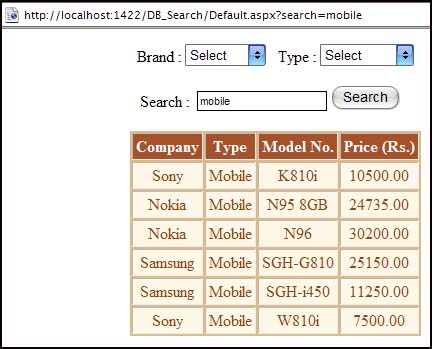 http://localhost:1422/DB_Search/Default.aspx?search=mobile
Brand : Select Type : Select
Search : mobile Search
Company Type Model No. Price (Rs.)
Sony Mobile K810i 10500.00
Nokia Mobile N95 8GB 24735.00
Nokia Mobile N96 30200.00
Samsung Mobile SGH-G810 25150.00
Samsung Mobile SGH-i450 11250.00
Sony Mobile W810i 7500.00